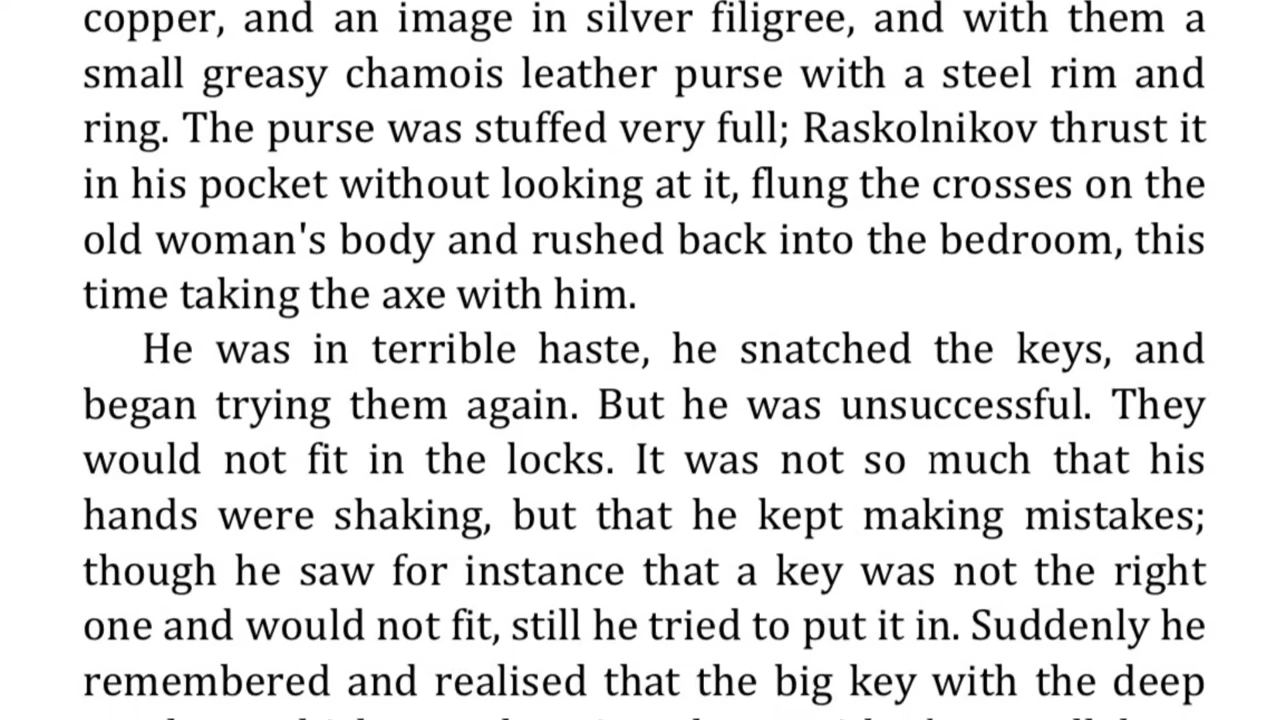 copper, and an image in silver filigree, and with them a
small greasy chamois leather purse with a steel rim and
ring. The purse was stuffed very full; Raskolnikov thrust it
in his pocket without looking at it, flung the crosses on the
old woman's body and rushed back into the bedroom, this
time taking the axe with him.
He was in terrible haste, he snatched the keys, and
began trying them again. But he was unsuccessful. They
would not fit in the locks. It was not so much that his
hands were shaking, but that he kept making mistakes;
though he saw for instance that a key was not the right
one and would not fit, still he tried to put it in. Suddenly he
remembered and realised that the big key with the deep